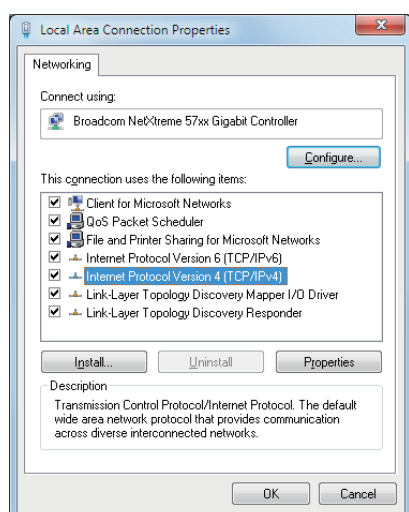 Local Area Connection Properties
Networking
Connect using:
Broadcom NetXtreme 57xx Gigabit Controller
Configure...
This connection uses the following items:
Client for Microsoft Networks
QoS Packet Scheduler
File and Printer Sharing for Microsoft Networks
Internet Protocol Version 6 (TCP/IPv6)
Internet Protocol Version 4 (TCP/IPv4)
Link-Layer Topology Discovery Mapper I/O Driver
Link-Layer Topology Discovery Responder
Install... Uninstall Properties
Description
Transmission Control Protocol/Internet Protocol. The default
wide area network protocol that provides communication
across diverse interconnected networks.
OK Cancel